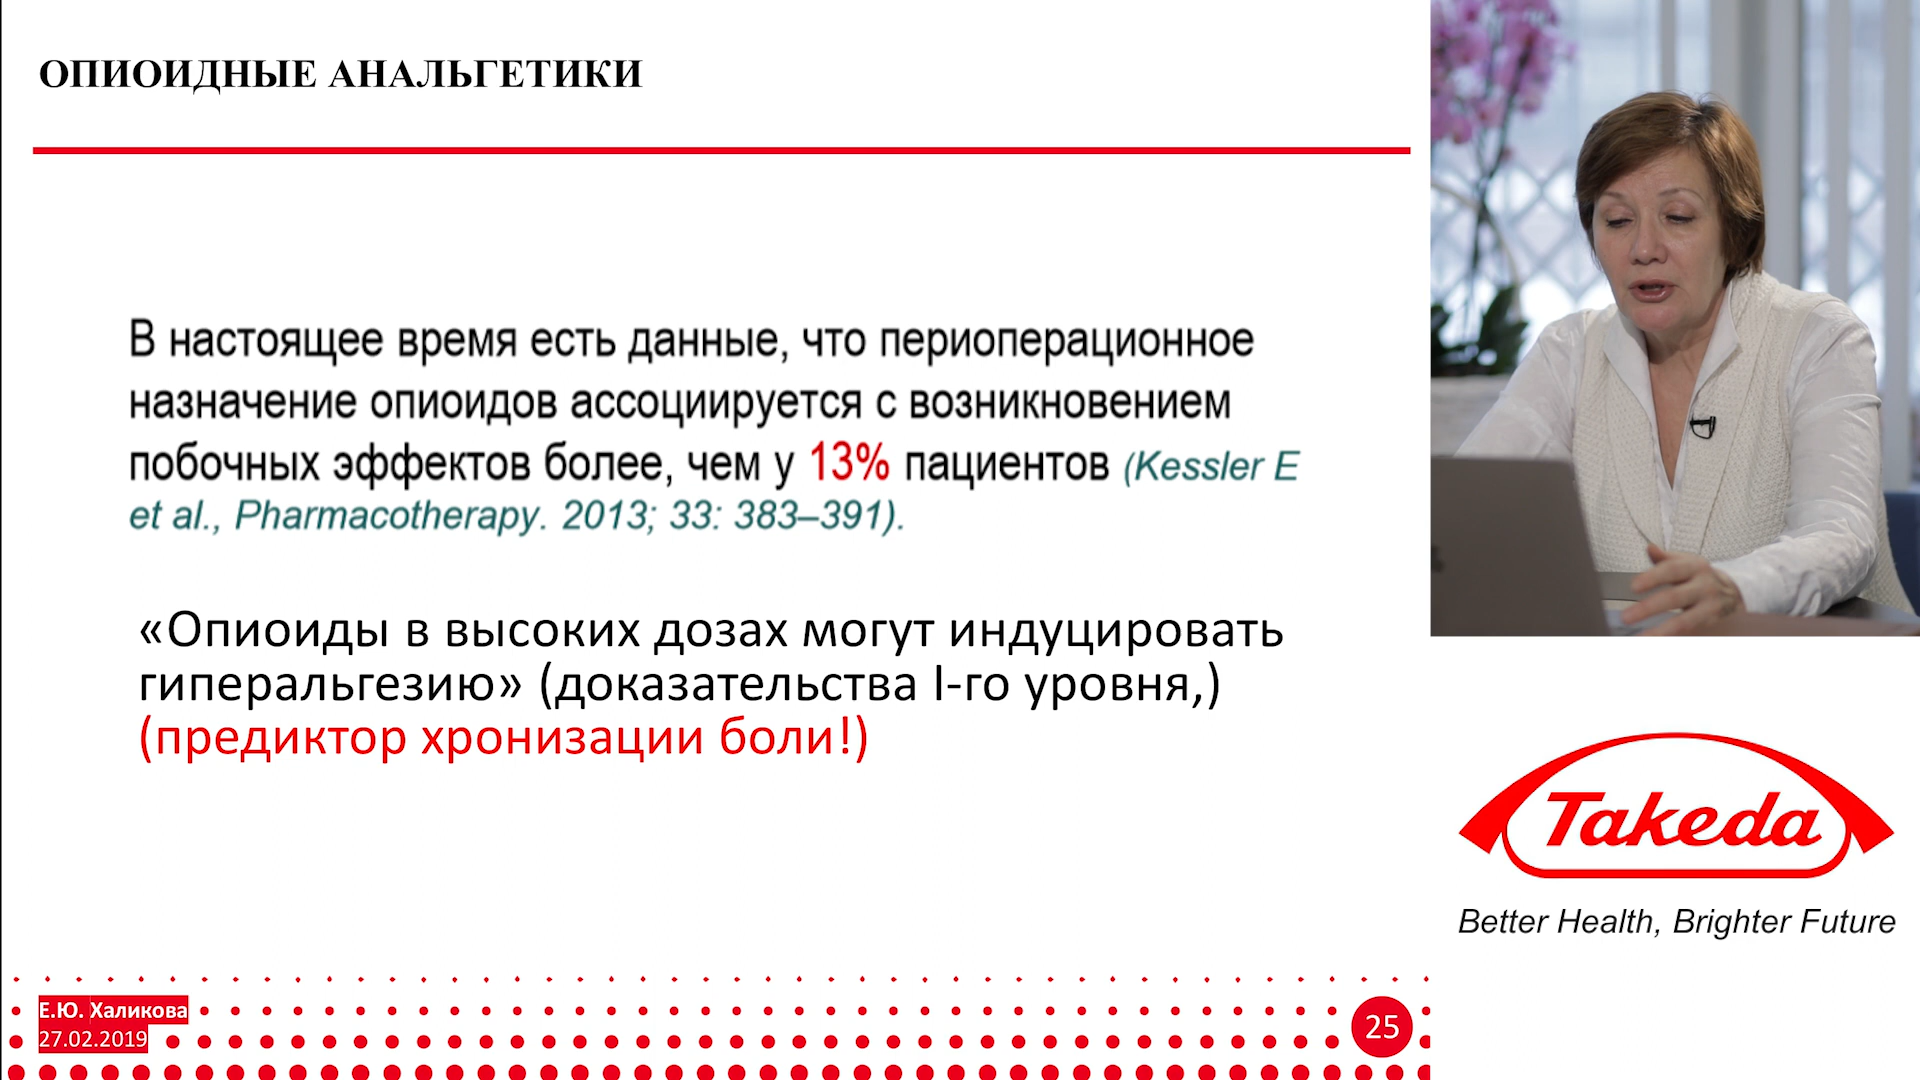 ОПИОИДНЫЕ АНАЛЬГЕТИКИ
В настоящее время есть данные, что периоперационное
назначение опиоидов ассоциируется с возникновением
побочных эффектов более, чем у 13% пациентов (Kessler E
et al., Pharmacotherapy. 2013; 33: 383–391).
«Опиоиды в высоких дозах могут индуцировать
гиперальгезию» (доказательства I-го уровня,)
(предиктор хронизации боли!)
Takeda
Better Health, Brighter Future
Е.Ю. Халикова
27.02.2019
25